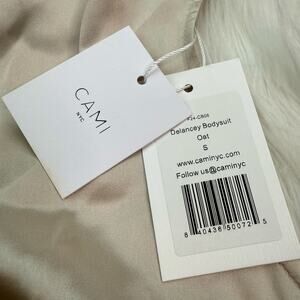 CAMI
NYC
Delancey Bodysuit
Oat
S
www.caminyc.com
Follow us@caminyc
8 40436 50072 5